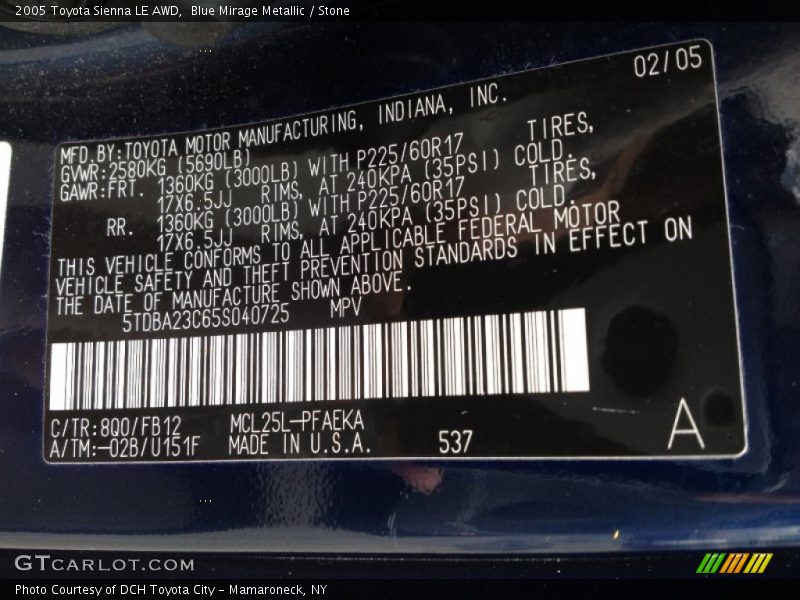 2005 Toyota Sienna LE AWD,  Blue Mirage Metallic / Stone
02/05
MFD.BY:TOYOTA MOTOR MANUFACTURING, INDIANA, INC.
GVWR:2580KG (5690LB)
GAWR:FRT. 1360KG (3000LB) WITH P225/60R17 TIRES,
17X6.5JJ RIMS, AT 240KPA (35PSI) COLD.
RR. 1360KG (3000LB) WITH P225/60R17 TIRES,
17X6.5JJ RIMS, AT 240KPA (35PSI) COLD.
THIS VEHICLE CONFORMS TO ALL APPLICABLE FEDERAL MOTOR
VEHICLE SAFETY AND THEFT PREVENTION STANDARDS IN EFFECT ON
THE DATE OF MANUFACTURE SHOWN ABOVE.
5TDBA23C65S040725 MPV
C/TR:8Q0/FB12 MCL25L-PFAEKA
A/TM:-02B/U151F MADE IN U.S.A. 537 A
GTCARLOT.COM
Photo Courtesy of DCH Toyota City - Mamaroneck, NY